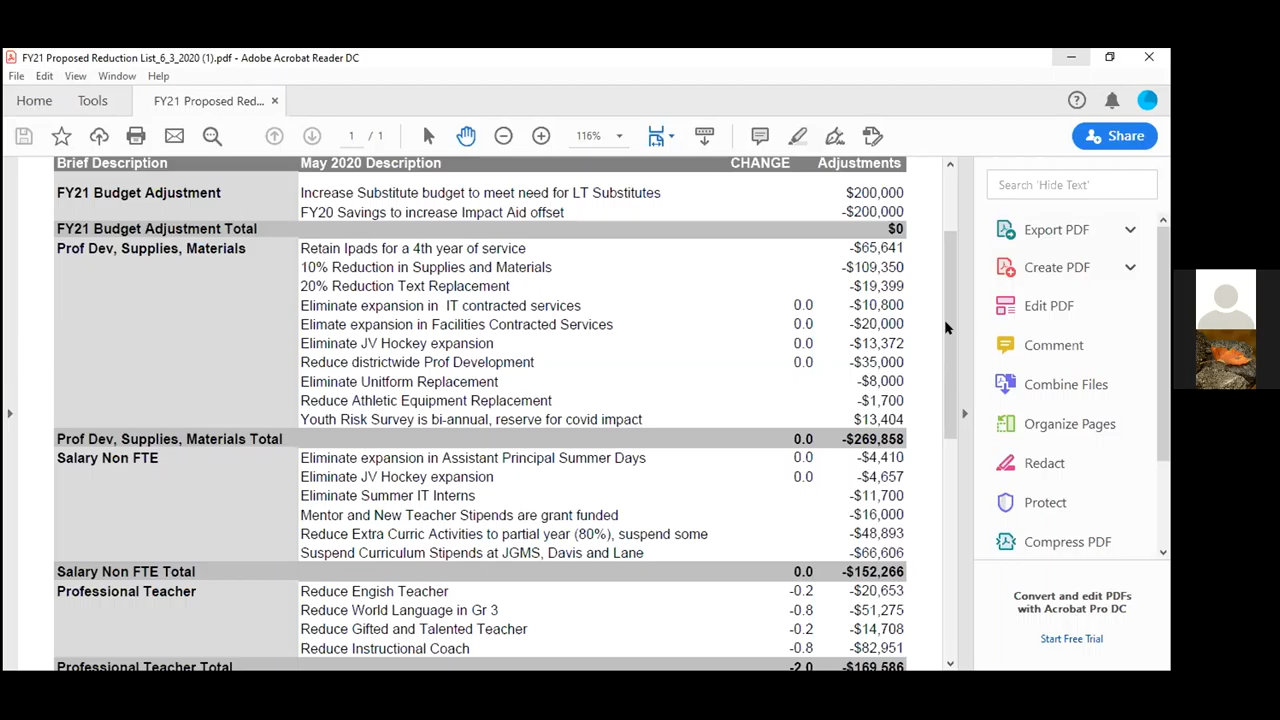 FY21 Proposed Reduction List_6_3_2020 (1).pdf - Adobe Acrobat Reader DC
File Edit View Window Help
Home Tools FY21 Proposed Red... ×
1 / 1 116% Share
Brief Description May 2020 Description CHANGE Adjustments
FY21 Budget Adjustment Increase Substitute budget to meet need for LT Substitutes $200,000
FY20 Savings to increase Impact Aid offset -$200,000
FY21 Budget Adjustment Total $0
Prof Dev, Supplies, Materials Retain Ipads for a 4th year of service -$65,641
10% Reduction in Supplies and Materials -$109,350
20% Reduction Text Replacement -$19,399
Eliminate expansion in IT contracted services 0.0 -$10,800
Elimate expansion in Facilities Contracted Services 0.0 -$20,000
Eliminate JV Hockey expansion 0.0 -$13,372
Reduce districtwide Prof Development 0.0 -$35,000
Eliminate Unitform Replacement -$8,000
Reduce Athletic Equipment Replacement -$1,700
Youth Risk Survey is bi-annual, reserve for covid impact $13,404
Prof Dev, Supplies, Materials Total 0.0 -$269,858
Salary Non FTE Eliminate expansion in Assistant Principal Summer Days 0.0 -$4,410
Eliminate JV Hockey expansion 0.0 -$4,657
Eliminate Summer IT Interns -$11,700
Mentor and New Teacher Stipends are grant funded -$16,000
Reduce Extra Curric Activities to partial year (80%), suspend some -$48,893
Suspend Curriculum Stipends at JGMS, Davis and Lane -$66,606
Salary Non FTE Total 0.0 -$152,266
Professional Teacher Reduce Engish Teacher -0.2 -$20,653
Reduce World Language in Gr 3 -0.8 -$51,275
Reduce Gifted and Talented Teacher -0.2 -$14,708
Reduce Instructional Coach -0.8 -$82,951
Professional Teacher Total -2.0 -$169,586
Search 'Hide Text'
Export PDF
Create PDF
Edit PDF
Comment
Combine Files
Organize Pages
Redact
Protect
Compress PDF
Convert and edit PDFs
with Acrobat Pro DC
Start Free Trial